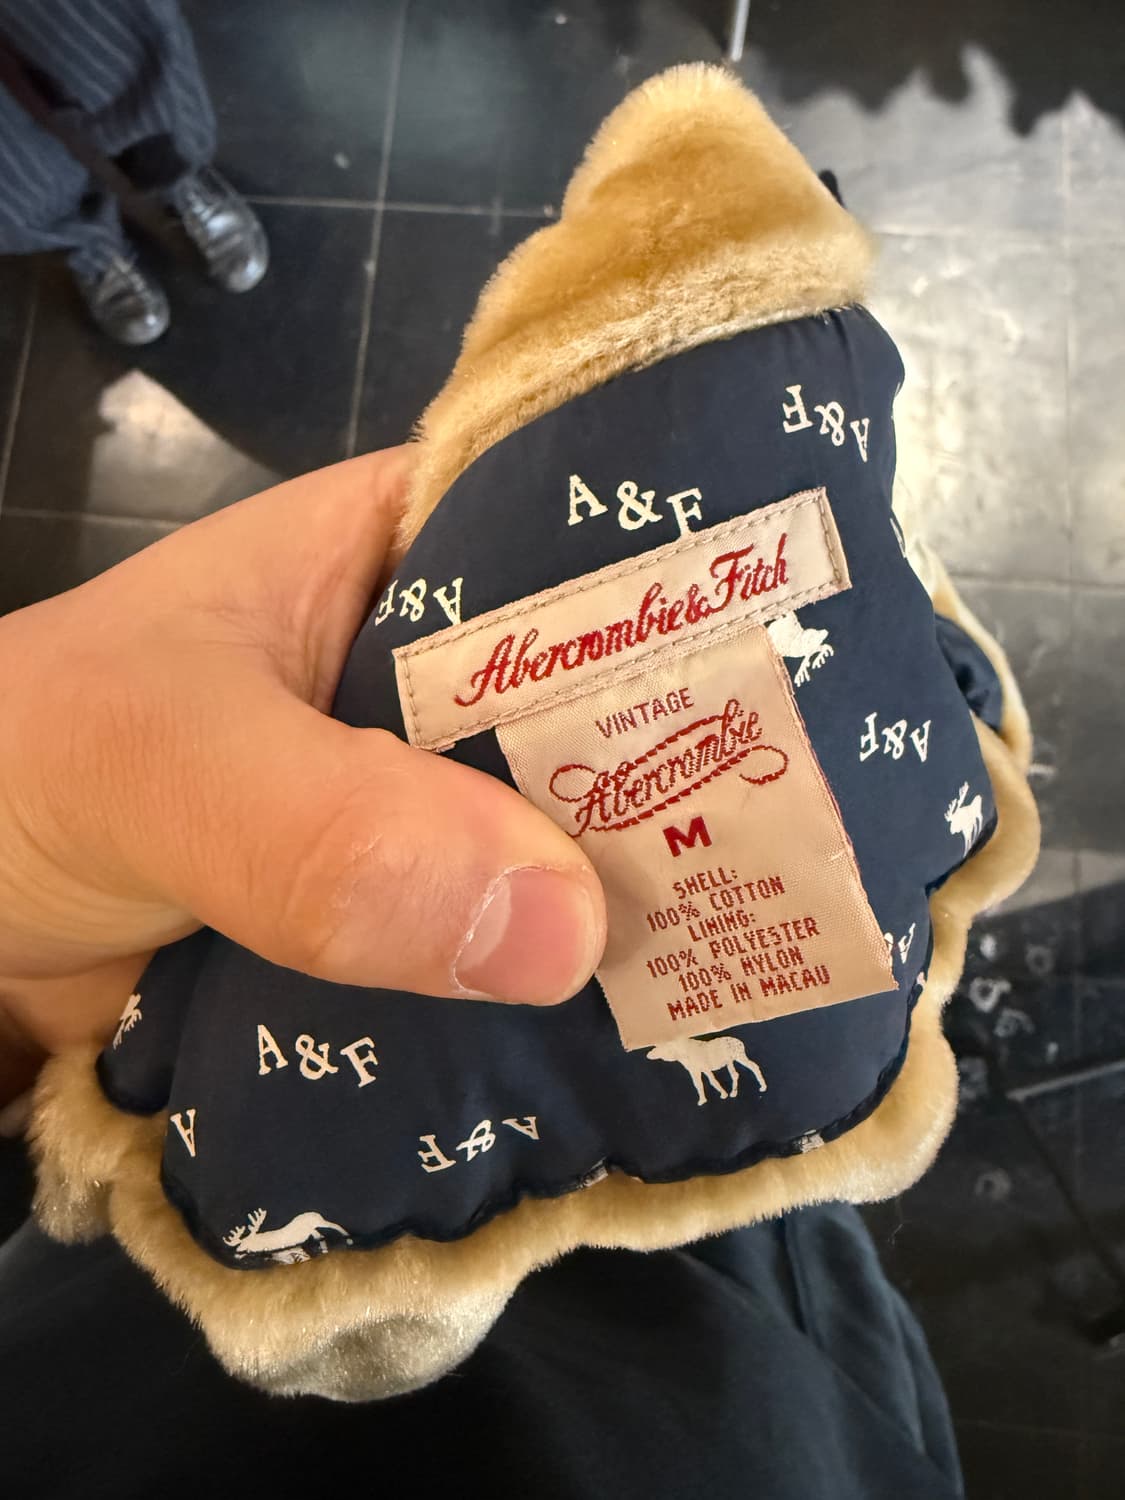 A & F
A & F
A & F
Abercrombie & Fitch
VINTAGE
Abercrombie
M
SHELL:
100% COTTON
LINING:
100% POLYESTER
100% NYLON
MADE IN MACAU
A & F
A
A & F
A & F
A